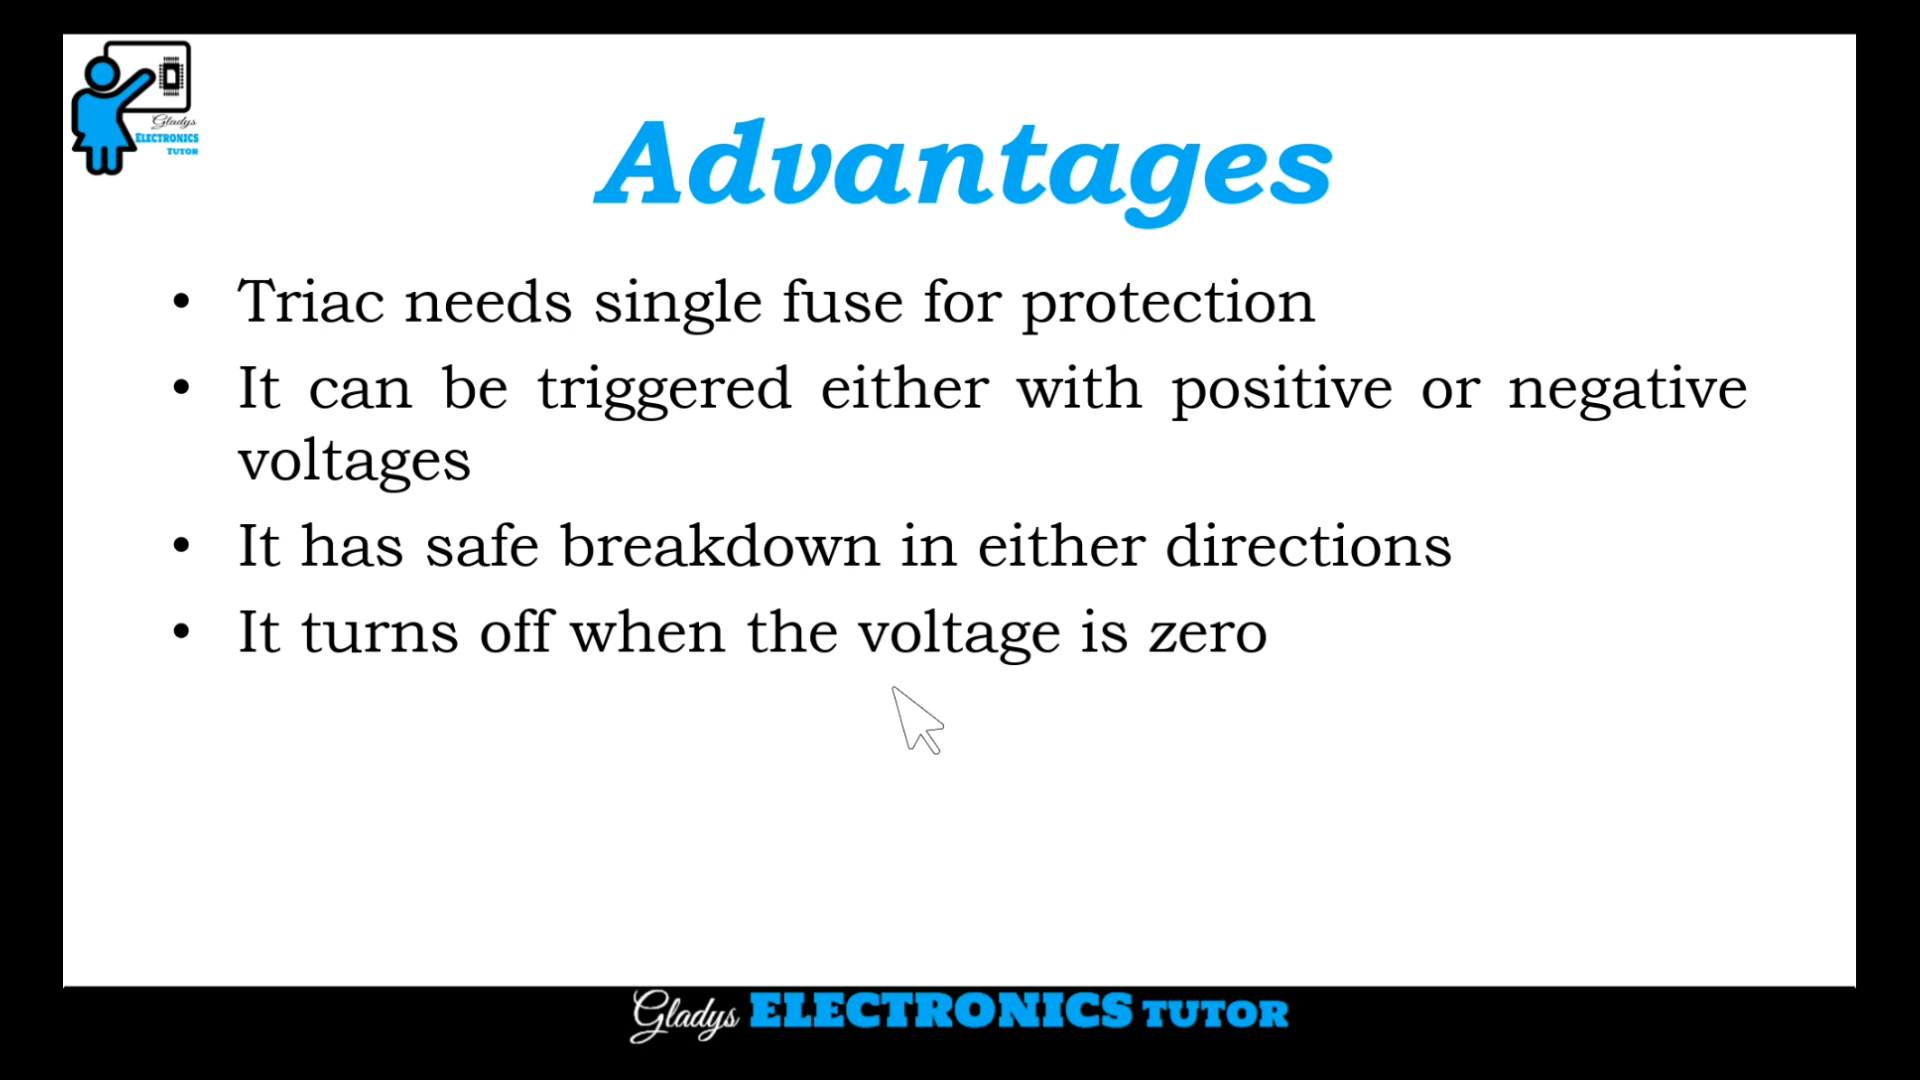 Gladys
ELECTRONICS
TUTOR
Advantages
• Triac needs single fuse for protection
• It can be triggered either with positive or negative
voltages
• It has safe breakdown in either directions
• It turns off when the voltage is zero
Gladys ELECTRONICS TUTOR